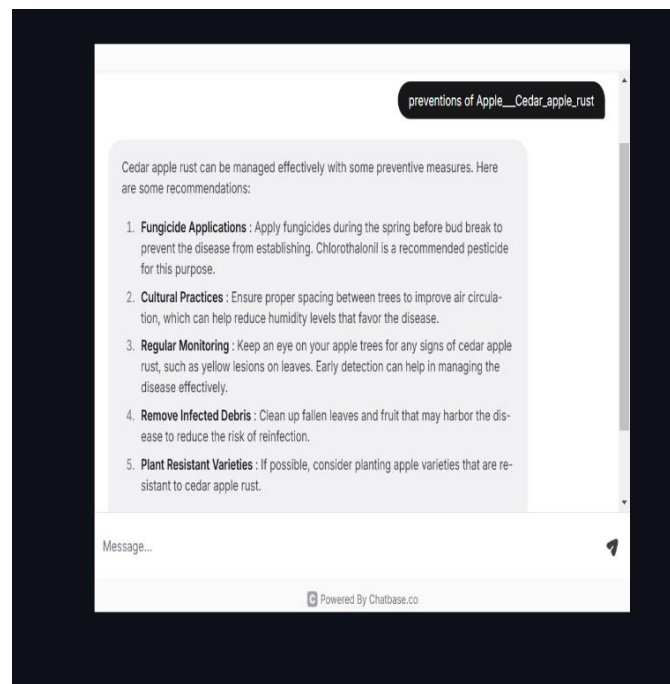 preventions of Apple___Cedar_apple_rust
Cedar apple rust can be managed effectively with some preventive measures. Here
are some recommendations:
1. Fungicide Applications : Apply fungicides during the spring before bud break to
prevent the disease from establishing. Chlorothalonil is a recommended pesticide
for this purpose.
2. Cultural Practices : Ensure proper spacing between trees to improve air circula-
tion, which can help reduce humidity levels that favor the disease.
3. Regular Monitoring : Keep an eye on your apple trees for any signs of cedar apple
rust, such as yellow lesions on leaves. Early detection can help in managing the
disease effectively.
4. Remove Infected Debris : Clean up fallen leaves and fruit that may harbor the dis-
ease to reduce the risk of reinfection.
5. Plant Resistant Varieties : If possible, consider planting apple varieties that are re-
sistant to cedar apple rust.
Message...
Powered By Chatbase.co